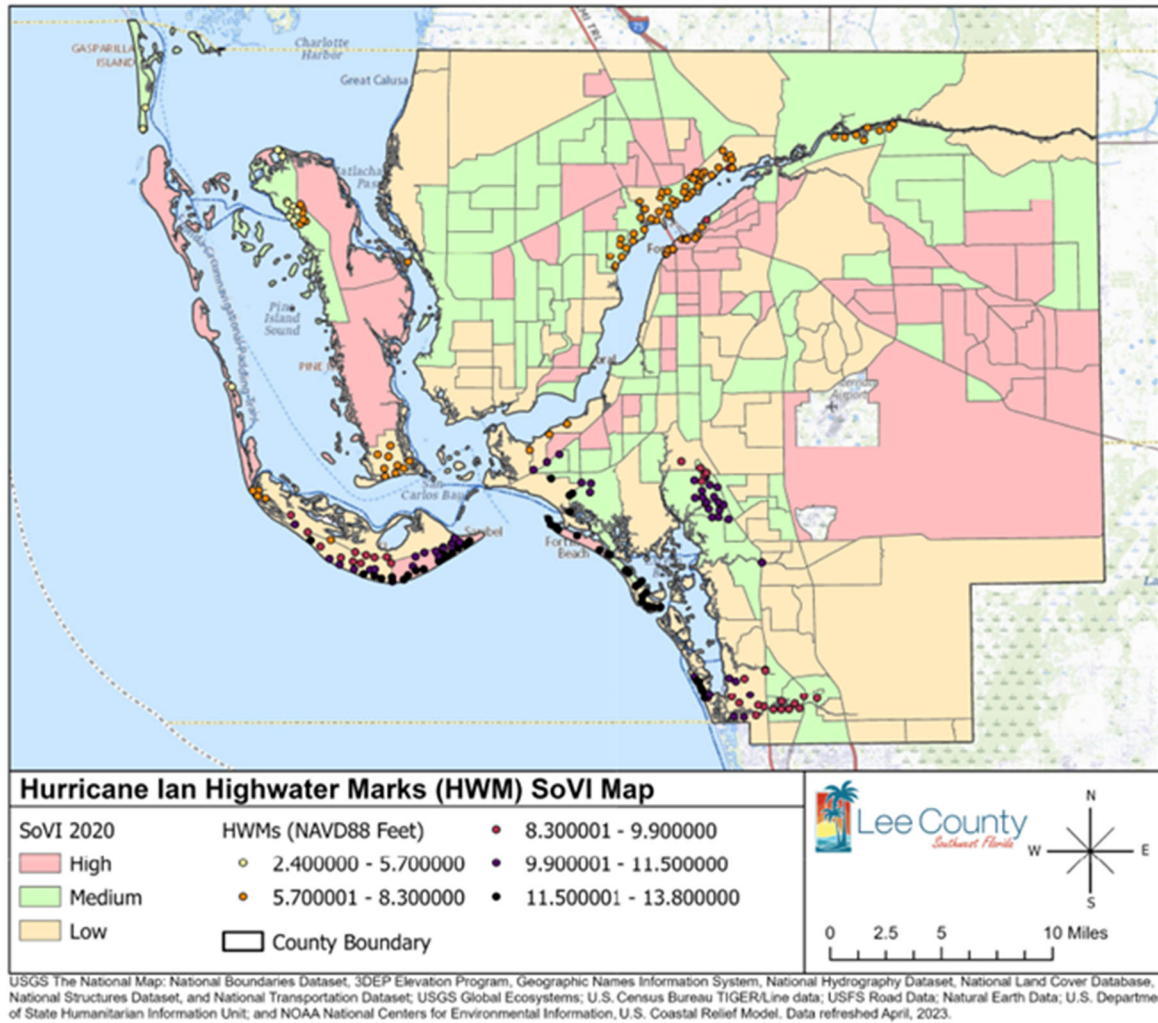 GASPARILLA
ISLAND
Charlotte
Harbor
Great Calusa
MI TRL
75
Matlacha
Pass
Pine
Island
Sound
PINE
oral
Airport
San
Carlos Bay
Sanibel
Beach
Hurricane Ian Highwater Marks (HWM) SoVI Map
SoVI 2020
High
Medium
Low
HWMs (NAVD88 Feet)
2.400000 - 5.700000
5.700001 - 8.300000
County Boundary
8.300001 - 9.900000
9.900001 - 11.500000
11.500001 - 13.800000
Lee County
Southwest Florida
N
W E
S
0 2.5 5 10 Miles
USGS The National Map: National Boundaries Dataset, 3DEP Elevation Program, Geographic Names Information System, National Hydrography Dataset, National Land Cover Database,
National Structures Dataset, and National Transportation Dataset; USGS Global Ecosystems; U.S. Census Bureau TIGER/Line data; USFS Road Data; Natural Earth Data; U.S. Departme
of State Humanitarian Information Unit; and NOAA National Centers for Environmental Information, U.S. Coastal Relief Model. Data refreshed April, 2023.